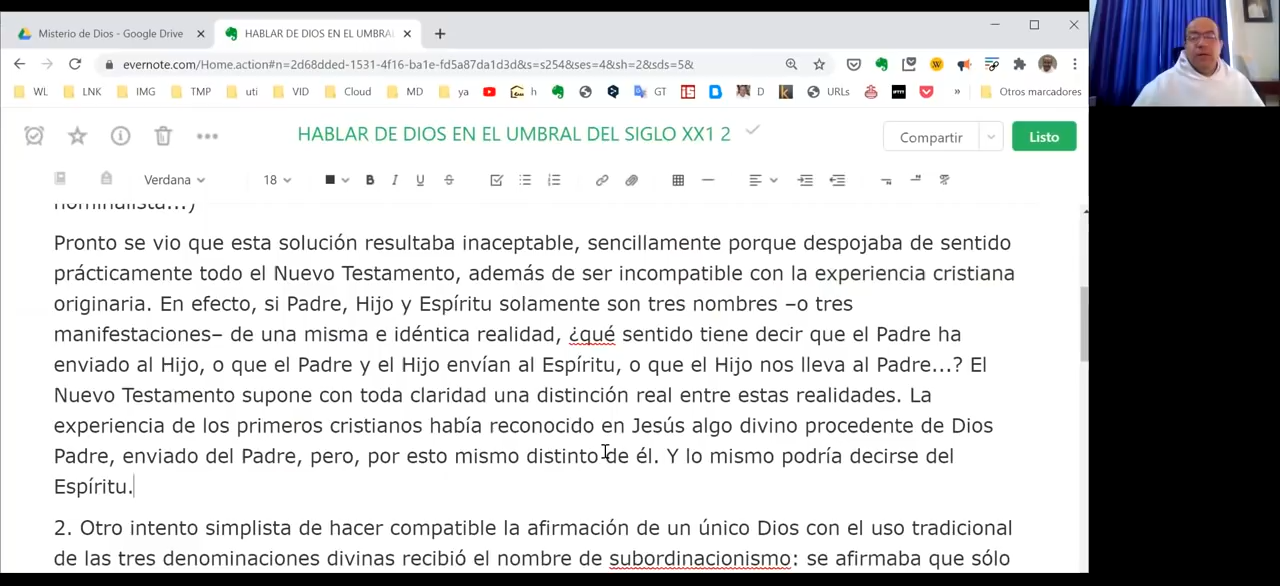 Misterio de Dios - Google Drive
HABLAR DE DIOS EN EL UMBRAL
evernote.com/Home.action#n=2d68dded-1531-4f16-ba1e-fd5a87da1d3d&s=s254&ses=4&sh=2&sds=5&
WL LNK IMG TMP uti VID Cloud MD ya h GT D URLs » Otros marcadores
HABLAR DE DIOS EN EL UMBRAL DEL SIGLO XX1 2
Compartir
Listo
Verdana 18 B I U S
nominalista...)
Pronto se vio que esta solución resultaba inaceptable, sencillamente porque despojaba de sentido
prácticamente todo el Nuevo Testamento, además de ser incompatible con la experiencia cristiana
originaria. En efecto, si Padre, Hijo y Espíritu solamente son tres nombres –o tres
manifestaciones– de una misma e idéntica realidad, ¿qué sentido tiene decir que el Padre ha
enviado al Hijo, o que el Padre y el Hijo envían al Espíritu, o que el Hijo nos lleva al Padre...? El
Nuevo Testamento supone con toda claridad una distinción real entre estas realidades. La
experiencia de los primeros cristianos había reconocido en Jesús algo divino procedente de Dios
Padre, enviado del Padre, pero, por esto mismo distinto de él. Y lo mismo podría decirse del
Espíritu.
2. Otro intento simplista de hacer compatible la afirmación de un único Dios con el uso tradicional
de las tres denominaciones divinas recibió el nombre de subordinacionismo: se afirmaba que sólo